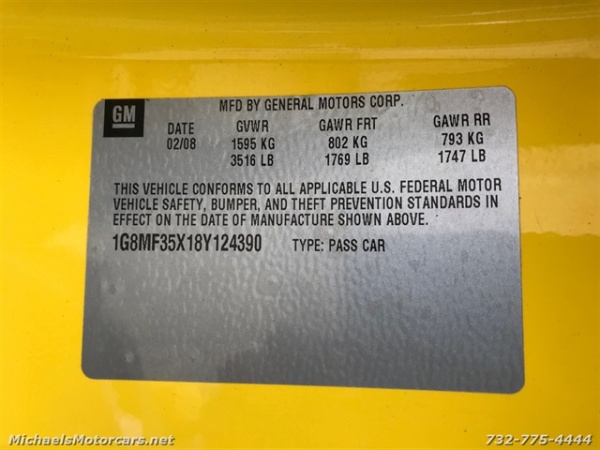 GM
MFD BY GENERAL MOTORS CORP.
DATE GVWR GAWR FRT GAWR RR
02/08 1595 KG 802 KG 793 KG
3516 LB 1769 LB 1747 LB
THIS VEHICLE CONFORMS TO ALL APPLICABLE U.S. FEDERAL MOTOR
VEHICLE SAFETY, BUMPER, AND THEFT PREVENTION STANDARDS IN
EFFECT ON THE DATE OF MANUFACTURE SHOWN ABOVE.
1G8MF35X18Y124390 TYPE: PASS CAR
MichaelsMotorcars.net 732-775-4444